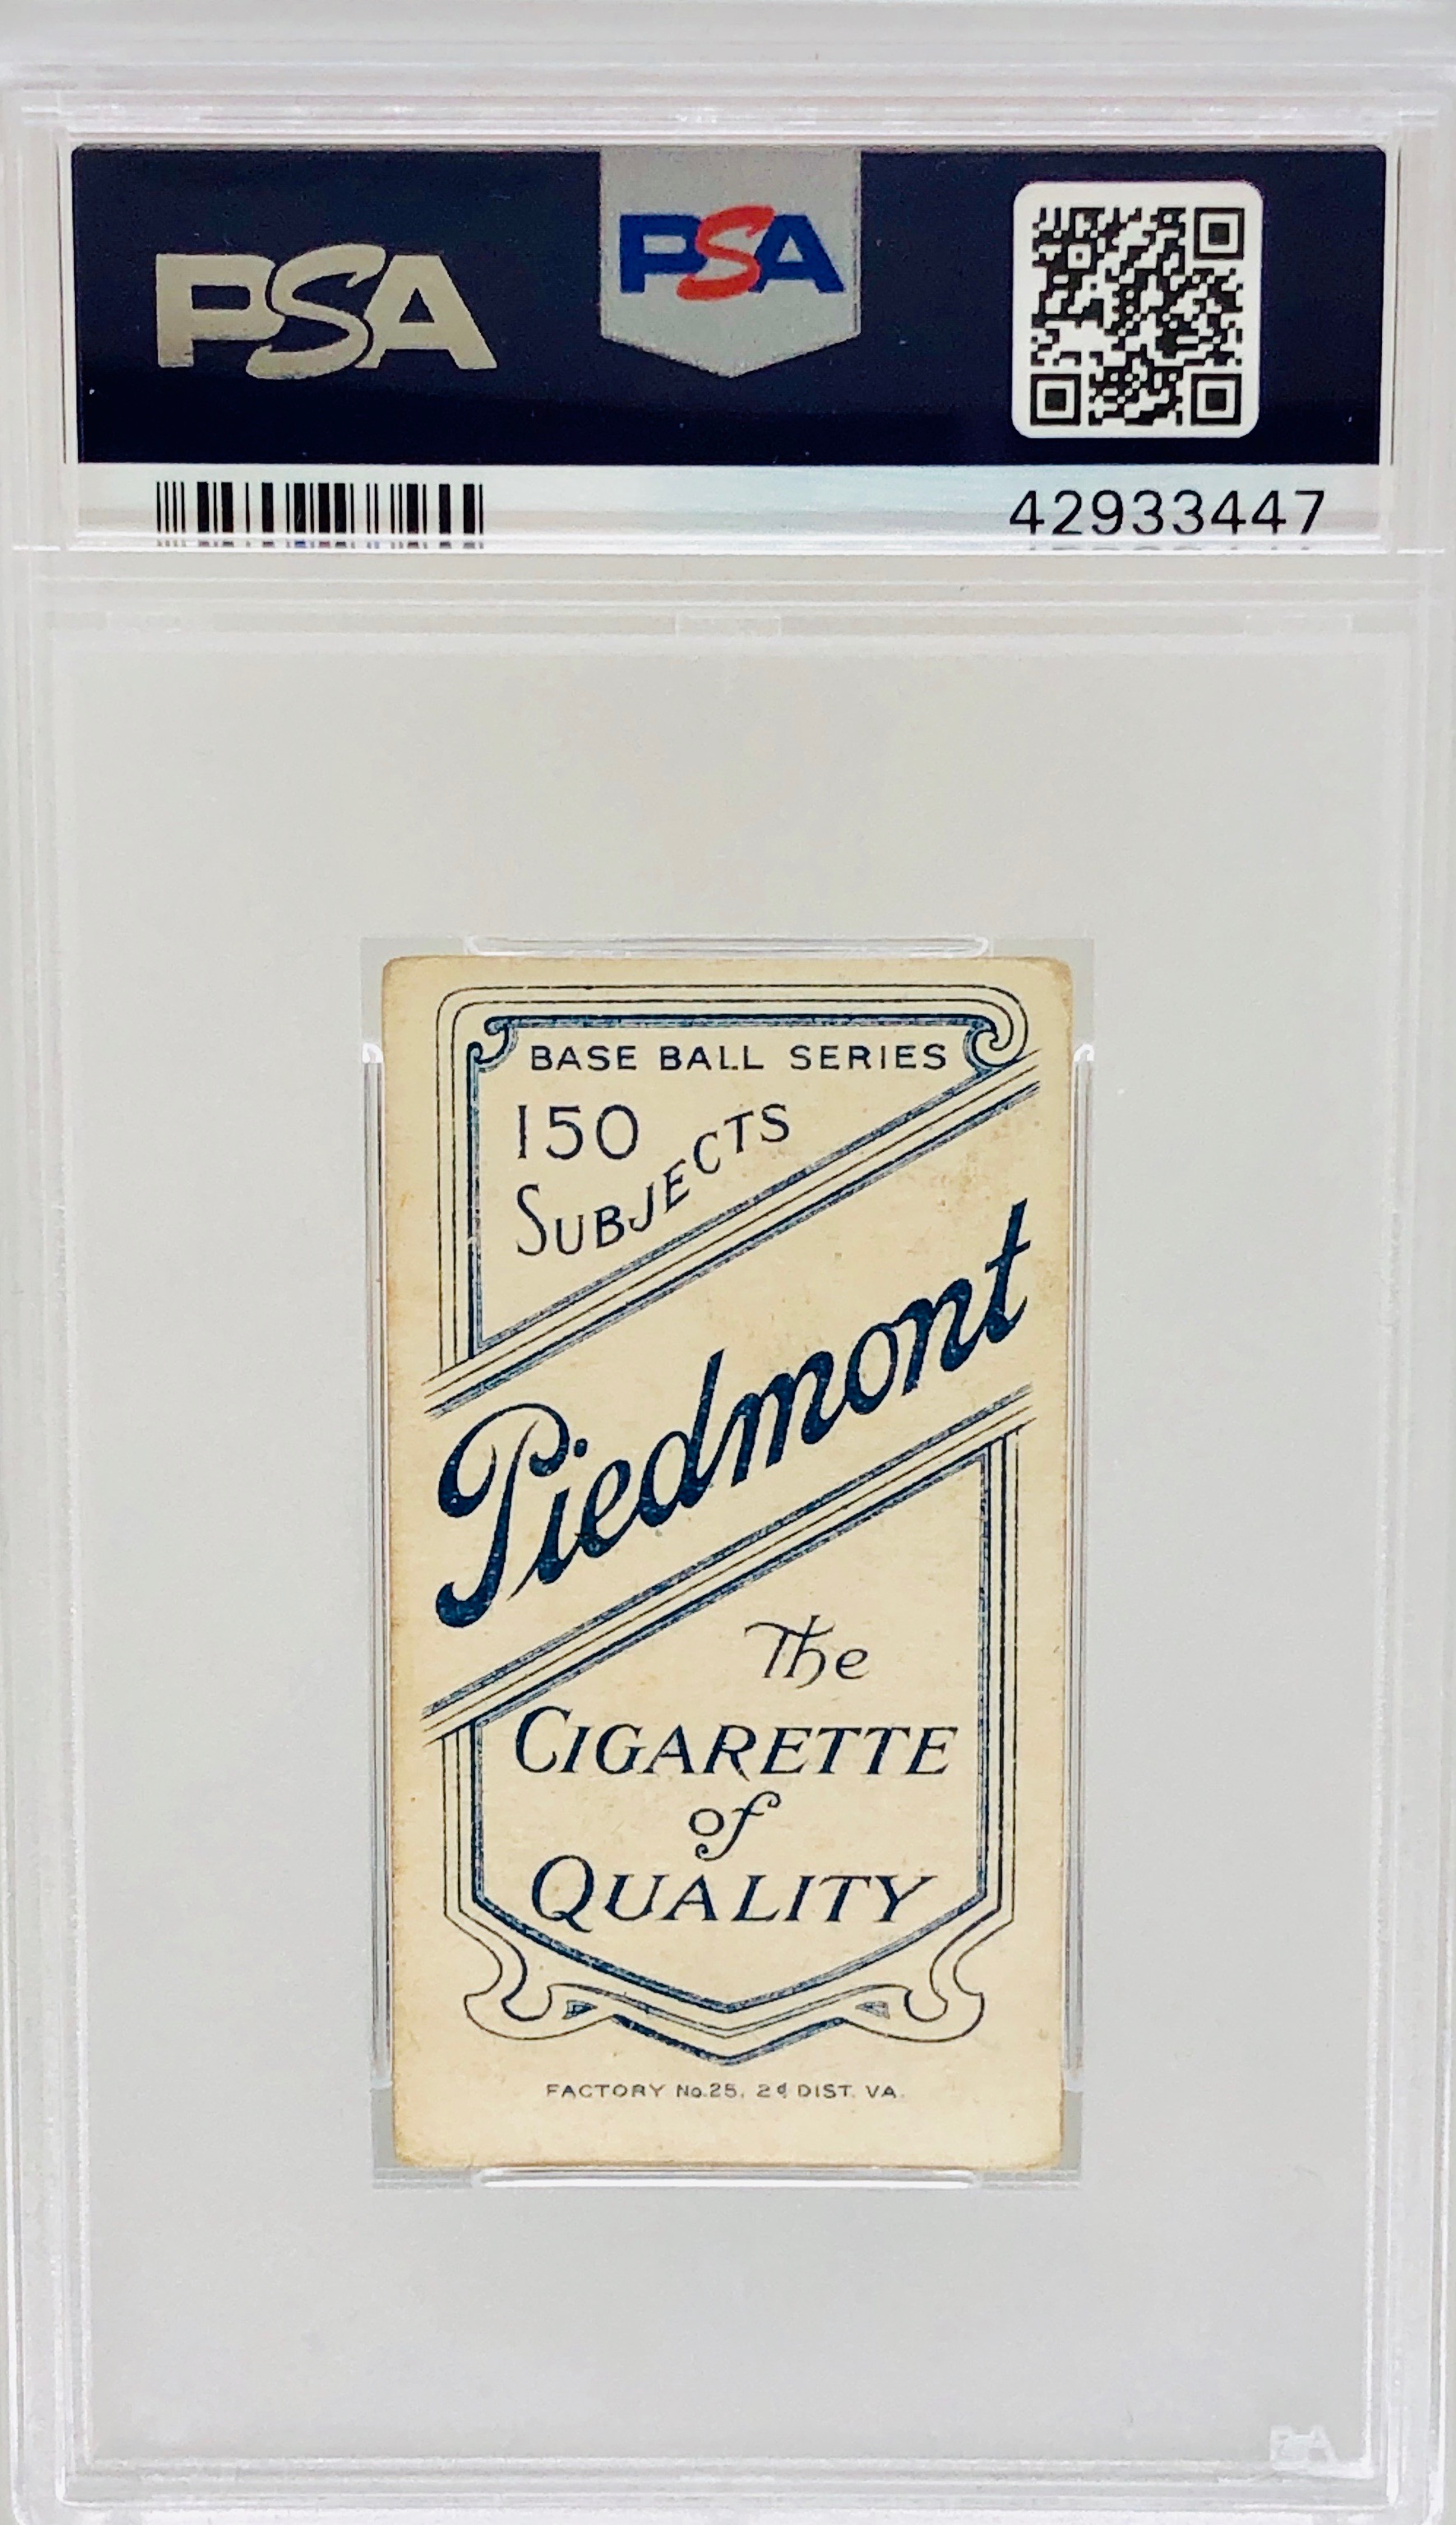 PSA
PSA
42933447
BASE BALL SERIES
150
SUBJECTS
Piedmont
The
CIGARETTE
of
QUALITY
FACTORY No.25, 2d DIST. VA.
PSA